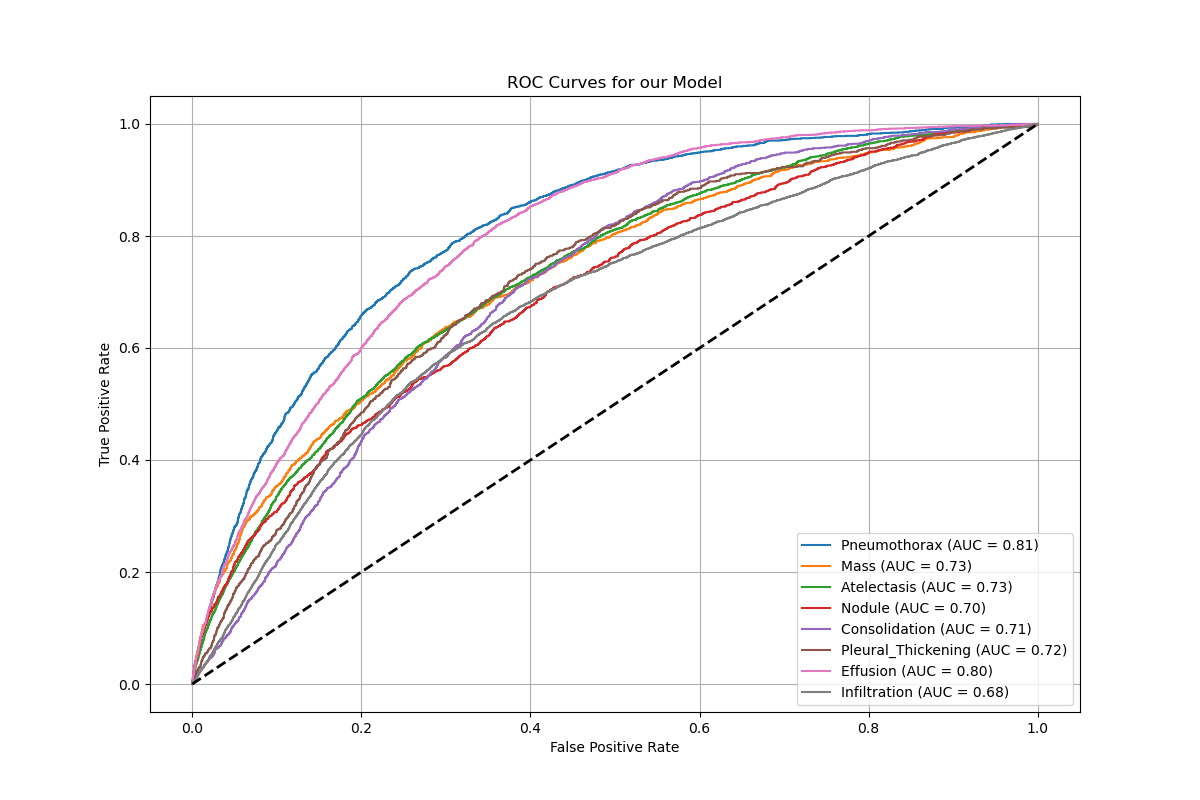 ROC Curves for our Model
True Positive Rate
1.0
0.8
0.6
0.4
0.2
0.0
Pneumothorax (AUC = 0.81)
Mass (AUC = 0.73)
Atelectasis (AUC = 0.73)
Nodule (AUC = 0.70)
Consolidation (AUC = 0.71)
Pleural_Thickening (AUC = 0.72)
Effusion (AUC = 0.80)
Infiltration (AUC = 0.68)
0.0 0.2 0.4 0.6 0.8 1.0
False Positive Rate